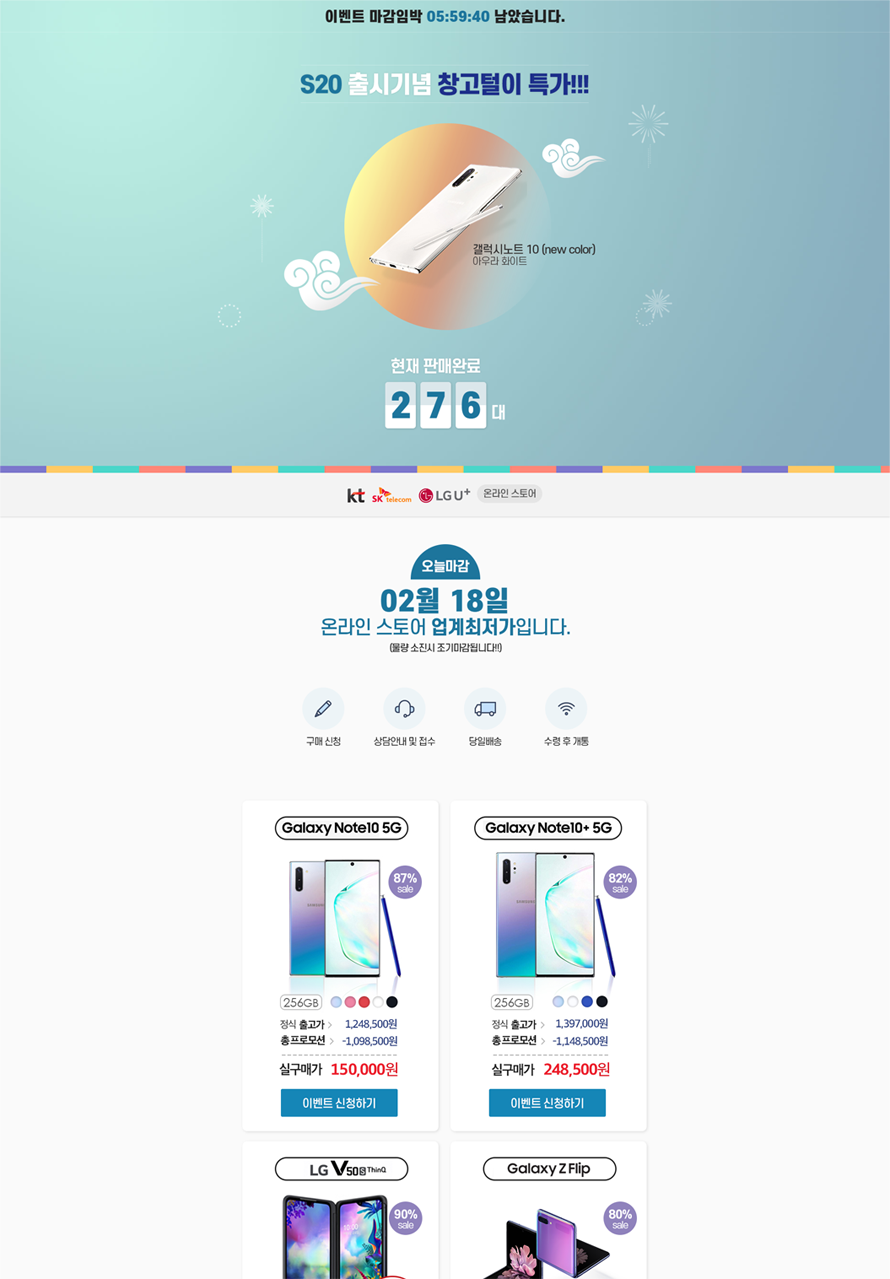 이벤트 마감임박 05:59:40 남았습니다.
S20 출시기념 창고털이 특가!!!
갤럭시노트 10 (new color)
아우라 화이트
현재 판매완료
276대
kt SK telecom LG U+ 온라인 스토어
오늘마감
02월 18일
온라인 스토어 업계최저가입니다.
(물량 소진시 조기마감됩니다!!)
구매 신청 상담안내 및 접수 당일배송 수령 후 개통
Galaxy Note10 5G
87%
sale
SAMSUNG
256GB
정식 출고가 > 1,248,500원
총프로모션 > -1,098,500원
실구매가 150,000원
이벤트 신청하기
Galaxy Note10+ 5G
82%
sale
SAMSUNG
256GB
정식 출고가 > 1,397,000원
총프로모션 > -1,148,500원
실구매가 248,500원
이벤트 신청하기
LG V50S ThinQ
90%
sale
10:00
Galaxy Z Flip
80%
sale